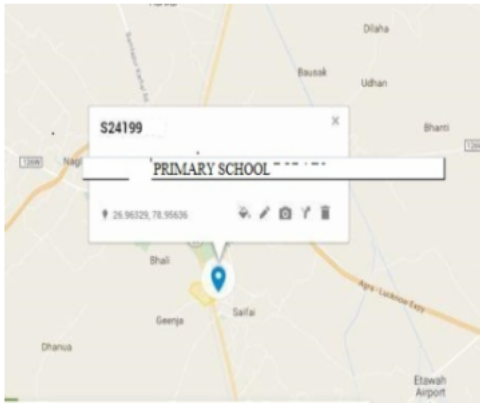 Dilaha
Bausak
Udhan
Bhanti
S24199
×
Nagl
PRIMARY SCHOOL
26.96329, 78.95636
Bhali
Saifai
Geenja
Dhanua
Agra - Lucknow Expy
Etawah
Airport